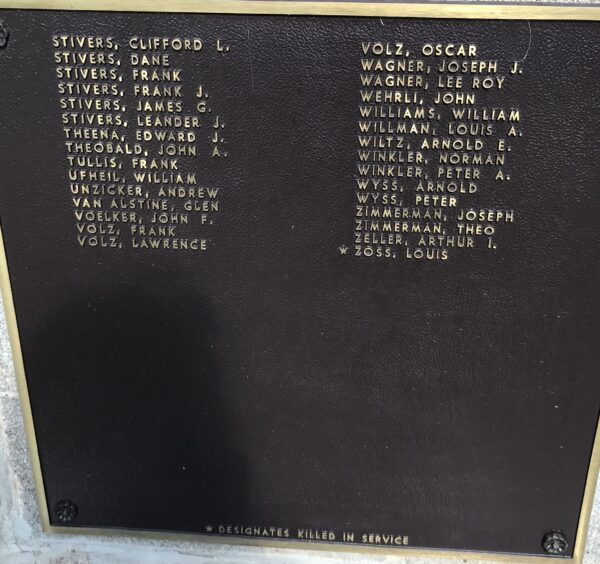 STIVERS, CLIFFORD L.
STIVERS, DANE
STIVERS, FRANK
STIVERS, FRANK J.
STIVERS, JAMES G.
STIVERS, LEANDER J.
THEENA, EDWARD J.
THEOBALD, JOHN A.
TULLIS, FRANK
UFHEIL, WILLIAM
UNZICKER, ANDREW
VAN ALSTINE, GLEN
VOELKER, JOHN F.
VOLZ, FRANK
VOLZ, LAWRENCE
VOLZ, OSCAR
WAGNER, JOSEPH J.
WAGNER, LEE ROY
WEHRLI, JOHN
WILLIAMS, WILLIAM
WILLMAN, LOUIS A.
WILTZ, ARNOLD E.
WINKLER, NORMAN
WINKLER, PETER A.
WYSS, ARNOLD
WYSS, PETER
ZIMMERMAN, JOSEPH
ZIMMERMAN, THEO
ZELLER, ARTHUR I.
★ ZOSS, LOUIS
★ DESIGNATES KILLED IN SERVICE